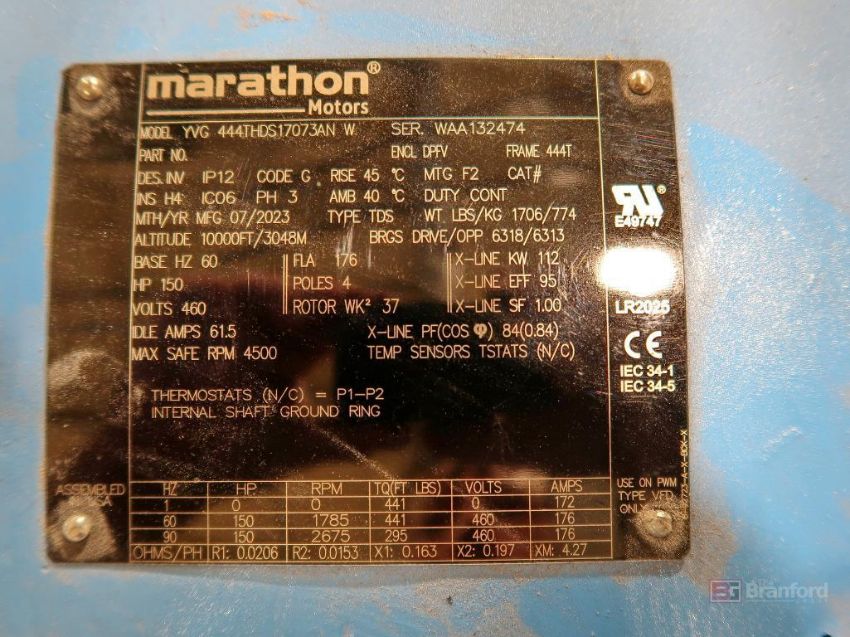 marathon®
Motors
MODEL YVG 444THDS17073AN W SER. WAA132474
PART NO. ENCL DPFV FRAME 444T
DES.INV IP12 CODE G RISE 45 °C MTG F2 CAT#
INS H4 IC06 PH 3 AMB 40 °C DUTY CONT
MTH/YR MFG 07/2023 TYPE TDS WT LBS/KG 1706/774
ALTITUDE 10000FT/3048M BRGS DRIVE/OPP 6318/6313
BASE HZ 60 FLA 176 X-LINE KW 112
HP 150 POLES 4 X-LINE EFF 95
VOLTS 460 ROTOR WK² 37 X-LINE SF 1.00
IDLE AMPS 61.5 X-LINE PF(COS φ) 84(0.84)
MAX SAFE RPM 4500 TEMP SENSORS TSTATS (N/C)
THERMOSTATS (N/C) = P1-P2
INTERNAL SHAFT GROUND RING
E49747
LR2025
CE
IEC 34-1
IEC 34-5
ASSEMBLED
HZ HP RPM TQ(FT LBS) VOLTS AMPS
1 0 0 441 0 172
60 150 1785 441 460 176
90 150 2675 295 460 176
OHMS/PH R1: 0.0206 R2: 0.0153 X1: 0.163 X2: 0.197 XM: 4.27
USE ON PWM
TYPE VFD
ONLY
The
Branford